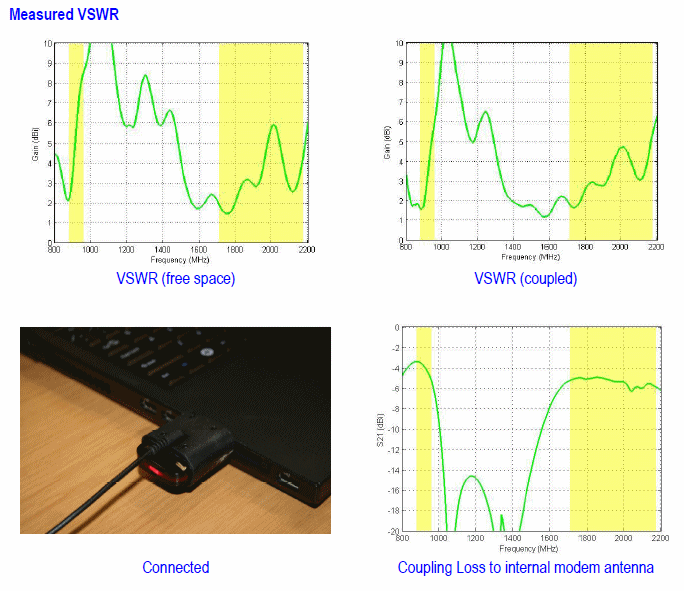 Measured VSWR
10
9
8
7
6
5
4
3
2
1
0
Gain (dBi)
800 1000 1200 1400 1600 1800 2000 2200
Frequency (MHz)
VSWR (free space)
10
9
8
7
6
5
4
3
2
1
0
Gain (dBi)
800 1000 1200 1400 1600 1800 2000 2200
Frequency (MHz)
VSWR (coupled)
Connected
0
-2
-4
-6
-8
-10
-12
-14
-16
-18
-20
S21 (dBi)
800 1000 1200 1400 1600 1800 2000 2200
Frequency (MHz)
Coupling Loss to internal modem antenna